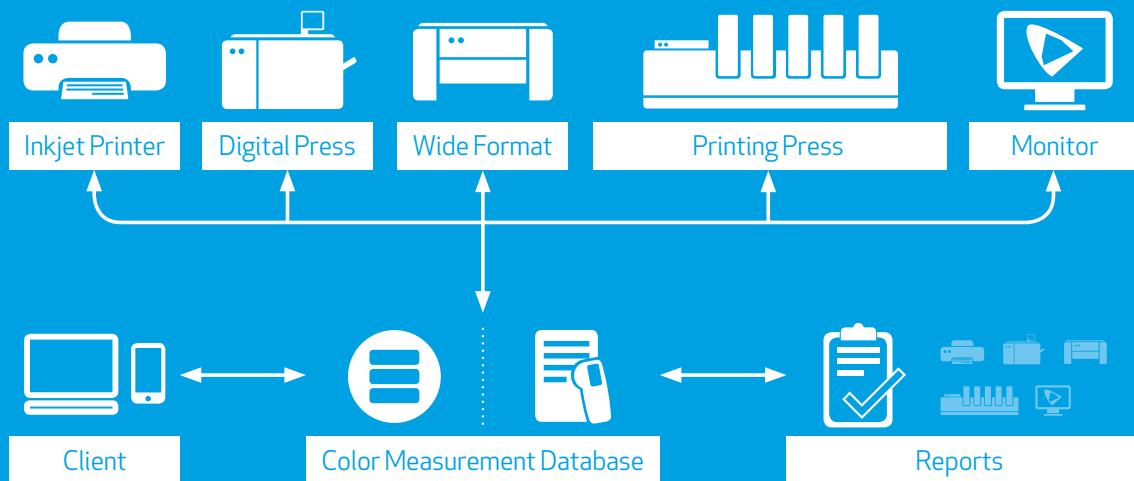 Inkjet Printer
Digital Press
Wide Format
Printing Press
Monitor
Client
Color Measurement Database
Reports